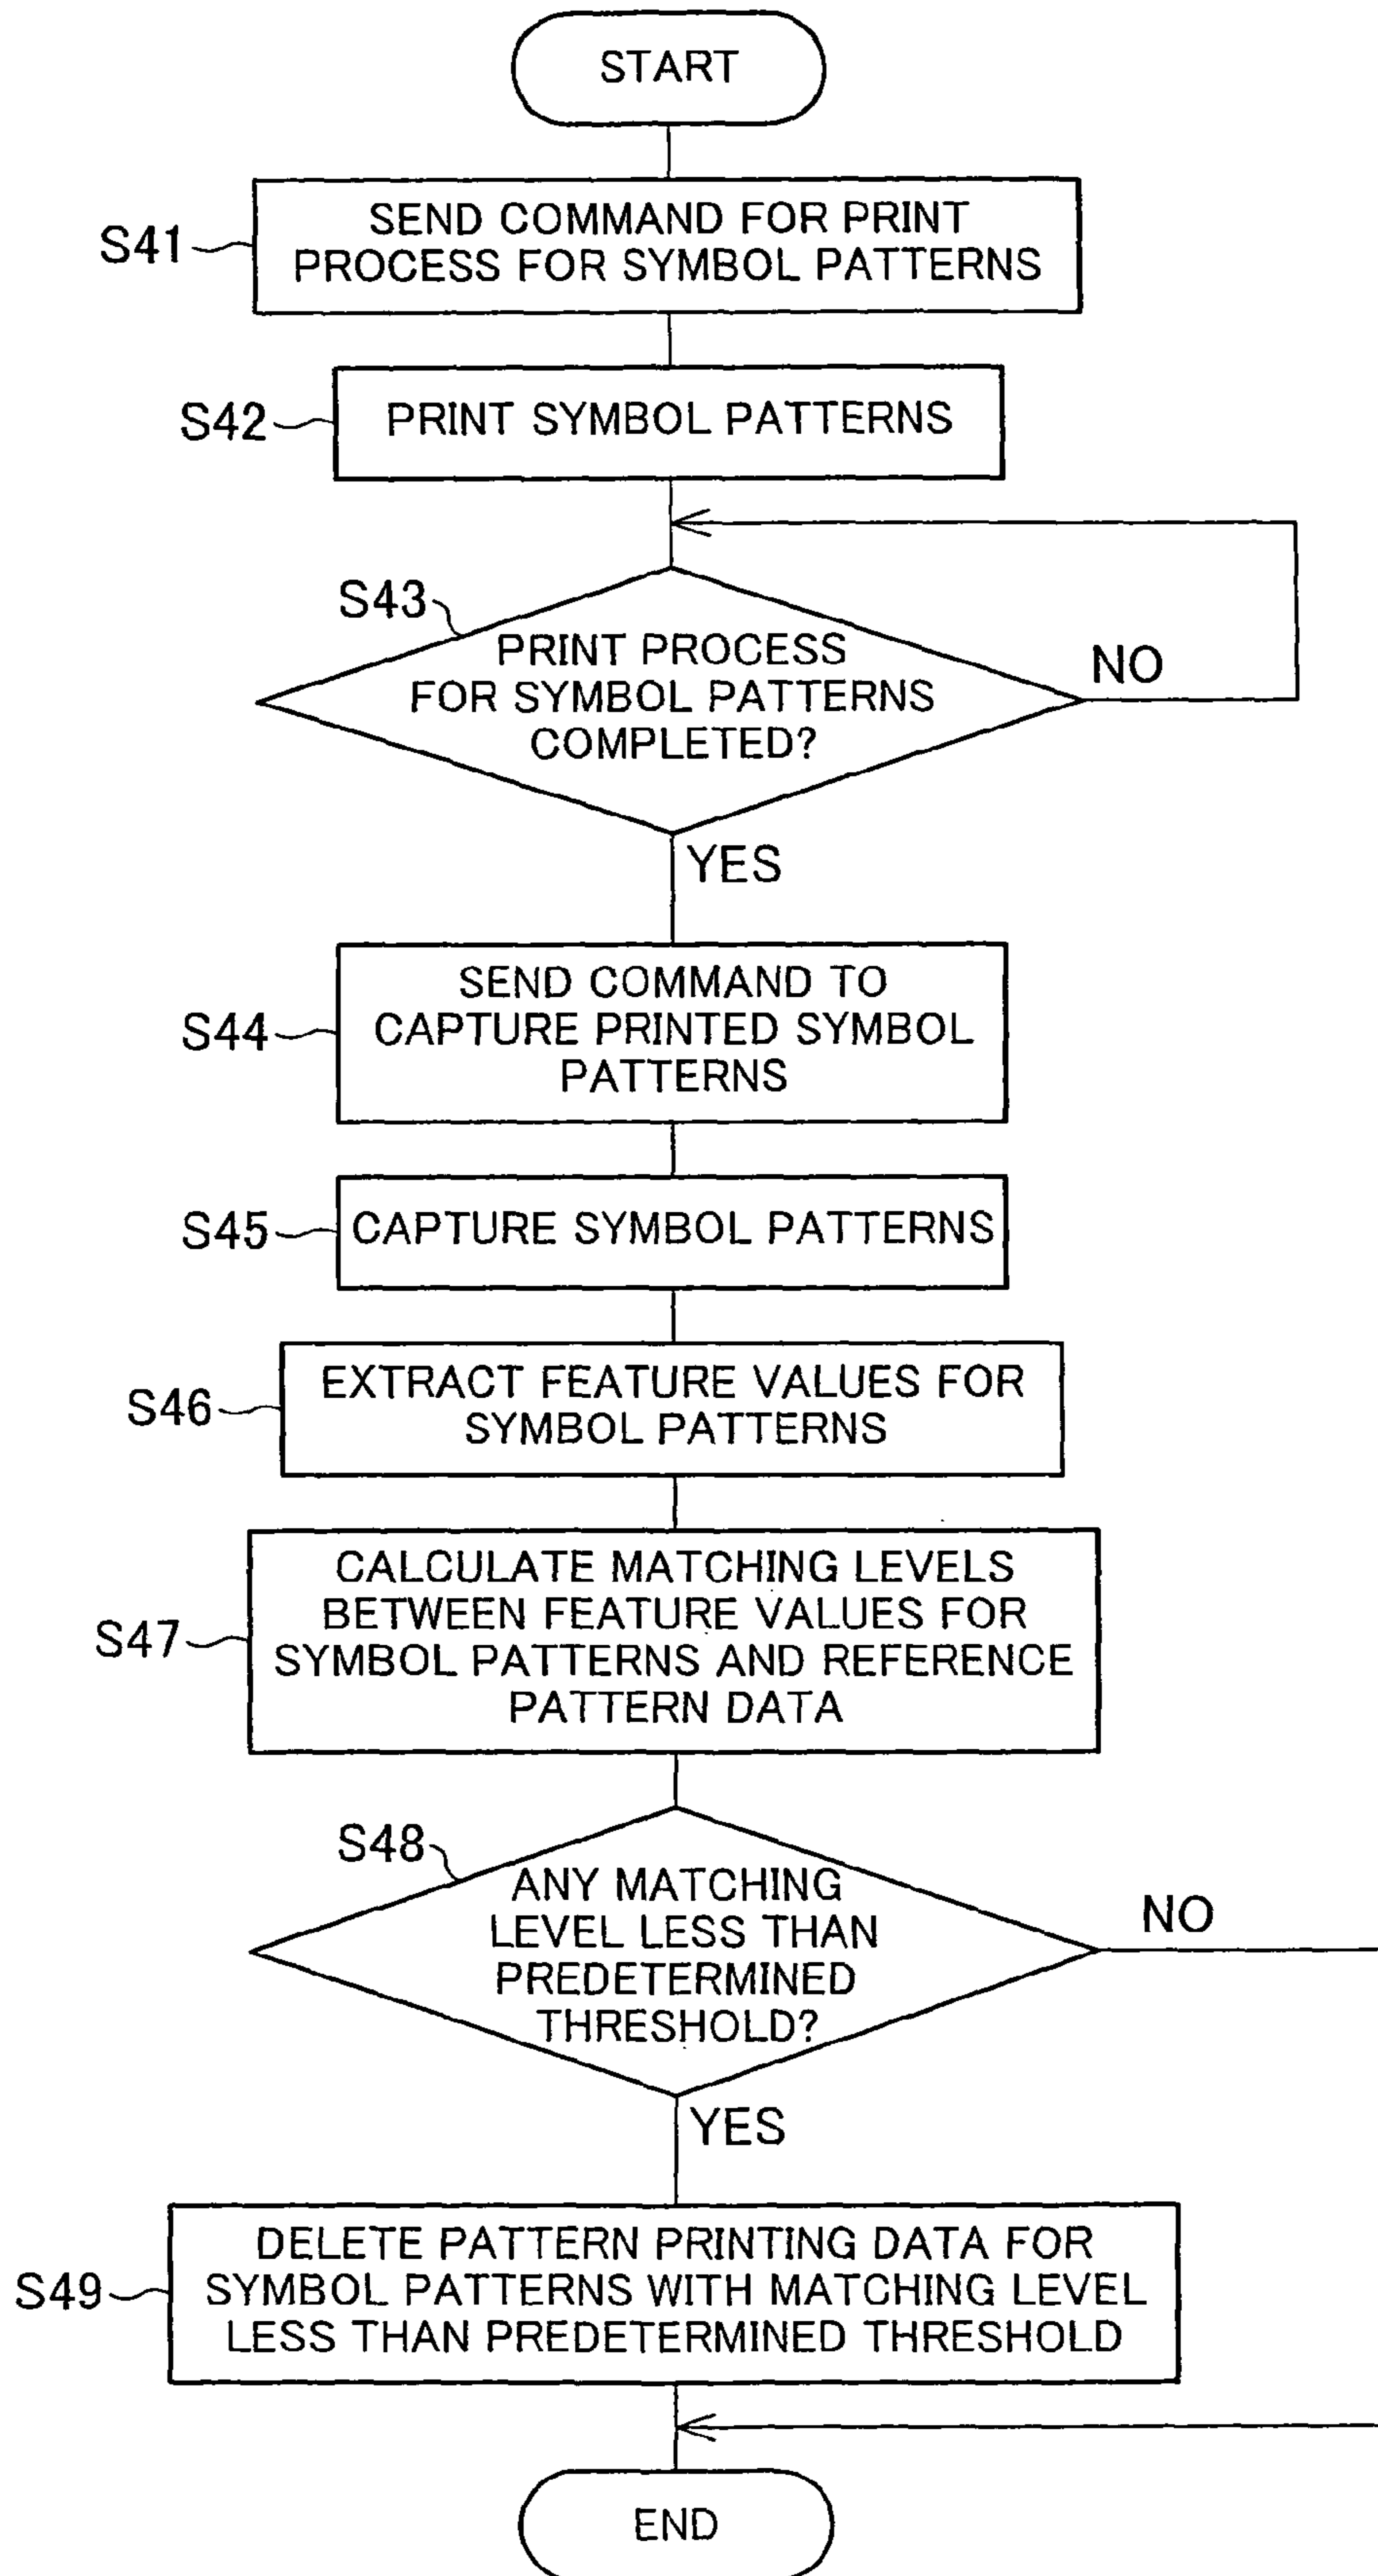 START
S41
SEND COMMAND FOR PRINT
PROCESS FOR SYMBOL PATTERNS
S42
PRINT SYMBOL PATTERNS
S43
PRINT PROCESS
FOR SYMBOL PATTERNS
COMPLETED?
NO
YES
S44
SEND COMMAND TO
CAPTURE PRINTED SYMBOL
PATTERNS
S45
CAPTURE SYMBOL PATTERNS
S46
EXTRACT FEATURE VALUES FOR
SYMBOL PATTERNS
S47
CALCULATE MATCHING LEVELS
BETWEEN FEATURE VALUES FOR
SYMBOL PATTERNS AND REFERENCE
PATTERN DATA
S48
ANY MATCHING
LEVEL LESS THAN
PREDETERMINED
THRESHOLD?
NO
YES
S49
DELETE PATTERN PRINTING DATA FOR
SYMBOL PATTERNS WITH MATCHING LEVEL
LESS THAN PREDETERMINED THRESHOLD
END